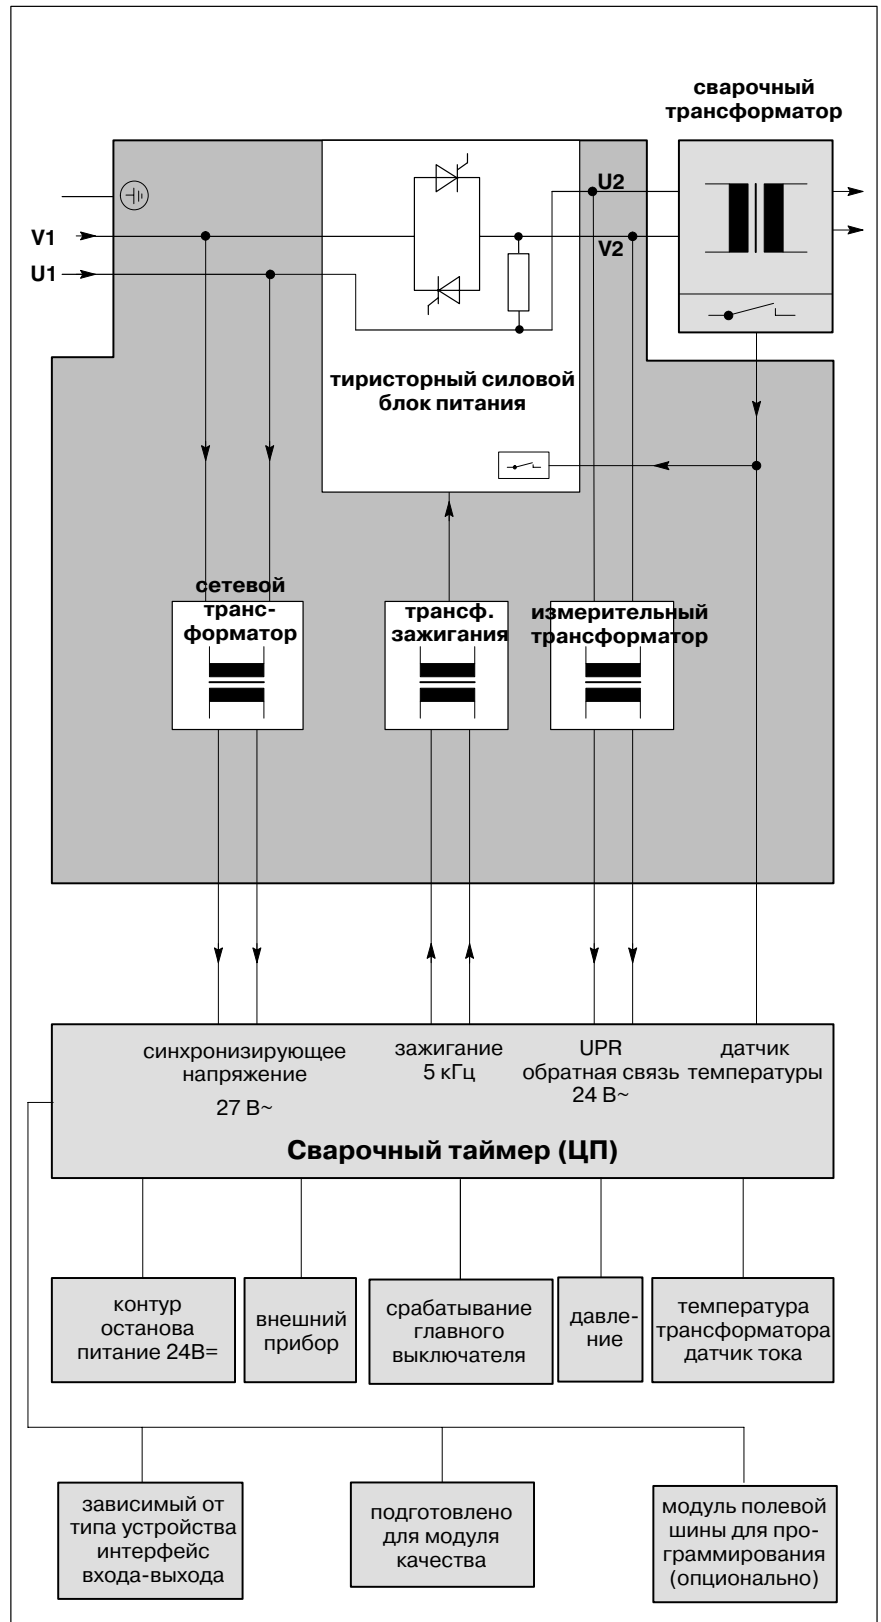 сварочный
трансформатор
U2
V1
V2
U1
тиристорный силовой
блок питания
сетевой
транс-
форматор
трансф.
зажигания
измерительный
трансформатор
синхронизирующее
напряжение
27 В~
зажигание
5 кГц
UPR
обратная связь
24 В~
датчик
температуры
Сварочный таймер (ЦП)
контур
останова
питание 24В=
внешний
прибор
срабатывание
главного
выключателя
давле-
ние
температура
трансформатора
датчик тока
зависимый от
типа устройства
интерфейс
входа-выхода
подготовлено
для модуля
качества
модуль полевой
шины для про-
граммирования
(опционально)